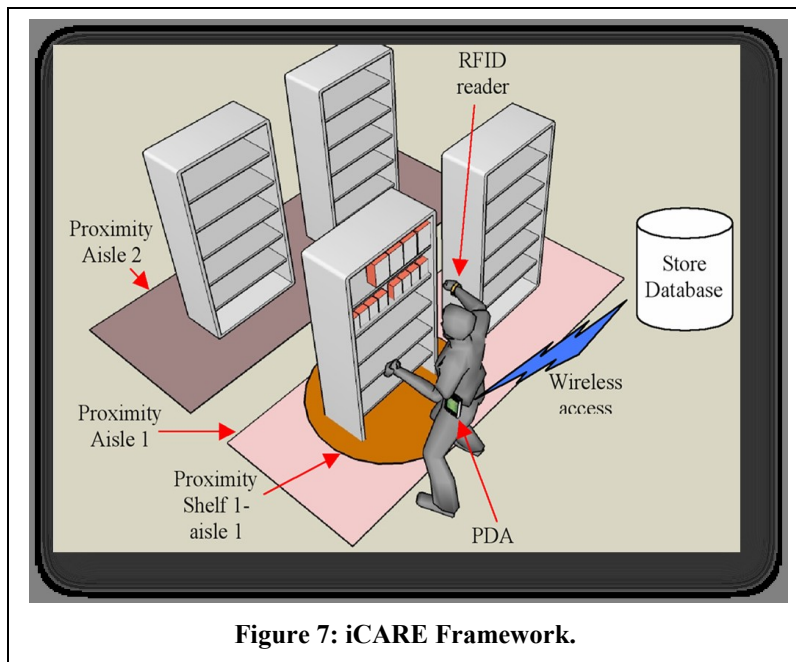 RFID
reader
Proximity
Aisle 2
Store
Database
Wireless
access
Proximity
Aisle 1
Proximity
Shelf 1-
aisle 1
PDA
Figure 7: iCARE Framework.